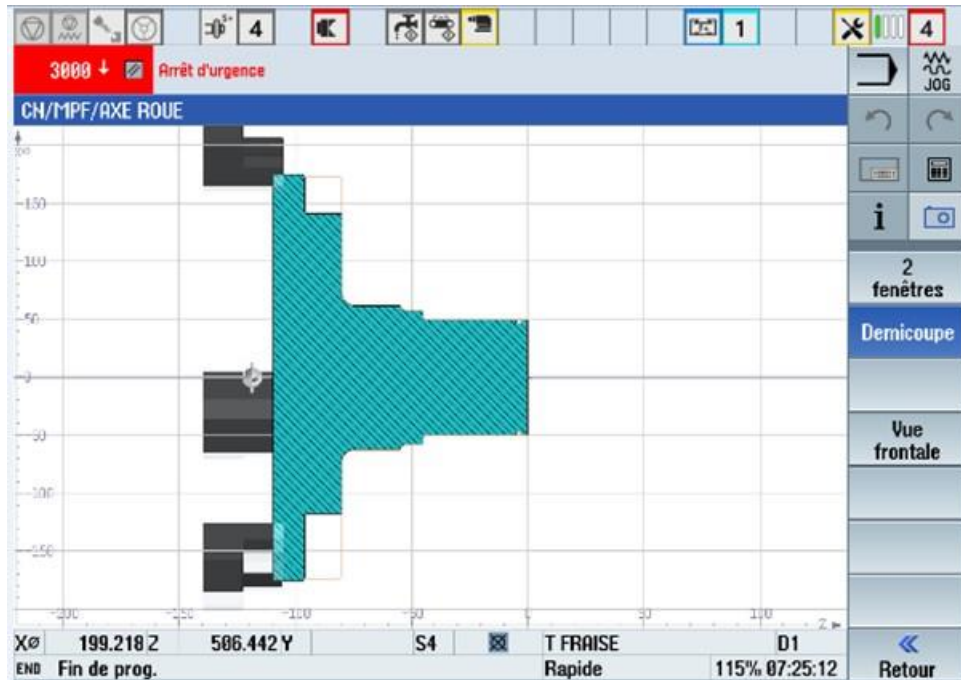 3
4
1
4
3000 ↓ Arrêt d'urgence
JOG
CN/MPF/AXE ROUE
i
2
fenêtres
Demicoupe
Vue
frontale
-100
50
0
50
-100
-150
-200
-150
-100
-50
50
100
Z
XØ 199.218 Z 506.442 Y S4 T FRAISE D1
END Fin de prog. Rapide 115% 07:25:12
Retour